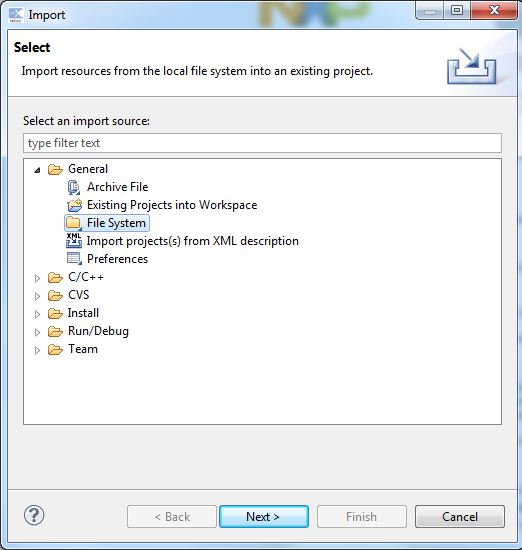 NXP
Import
Select
Import resources from the local file system into an existing project.
Select an import source:
type filter text
General
Archive File
Existing Projects into Workspace
File System
XML Import projects(s) from XML description
Preferences
C/C++
CVS
Install
Run/Debug
Team
?
< Back
Next >
Finish
Cancel